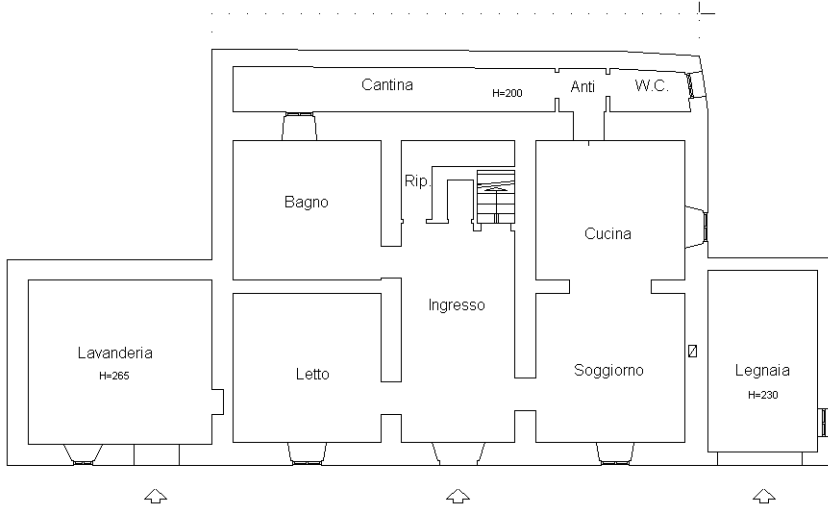 Cantina
H=200
Anti
W.C.
Rip.
Bagno
Cucina
Ingresso
Lavanderia
H=265
Letto
Soggiorno
Legnaia
H=230